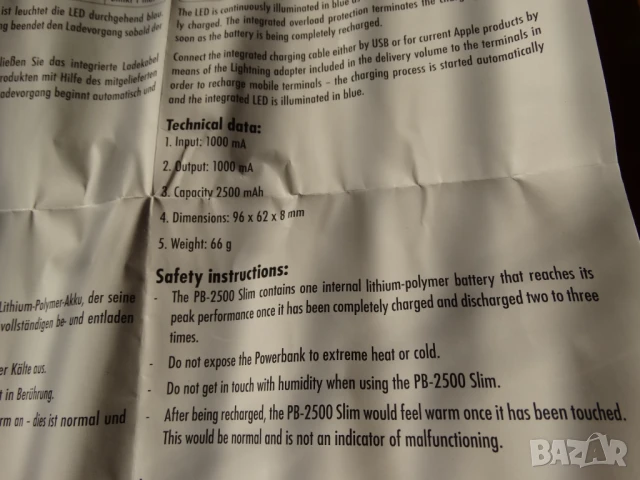 ist leuchtet die LED durchgehend blau.
ng beendet den Ladevorgang sobald der
ließen Sie das integrierte Ladekabel
rodukten mit Hilfe des mitgelieferten
adevorgang beginnt automatisch und
Lithium-Polymer-Akku, der seine
vollständigen be- und entladen
er Kälte aus.
t in Berührung.
rm an - dies ist normal und
The LED is continuously illuminated in blue as
ly charged. The integrated overload protection terminates the charging
soon as the battery is being completely recharged.
Connect the integrated charging cable either by USB or for current Apple products by
means of the Lightning adapter included in the delivery volume to the terminals in
order to recharge mobile terminals – the charging process is started automatically
and the integrated LED is illuminated in blue.
Technical data:
1. Input: 1000 mA
2. Output: 1000 mA
3. Capacity 2500 mAh
4. Dimensions: 96 x 62 x 8 mm
5. Weight: 66 g
Safety instructions:
- The PB-2500 Slim contains one internal lithium-polymer battery that reaches its
peak performance once it has been completely charged and discharged two to three
times.
- Do not expose the Powerbank to extreme heat or cold.
- Do not get in touch with humidity when using the PB-2500 Slim.
- After being recharged, the PB-2500 Slim would feel warm once it has been touched.
This would be normal and is not an indicator of malfunctioning.
BAZAR